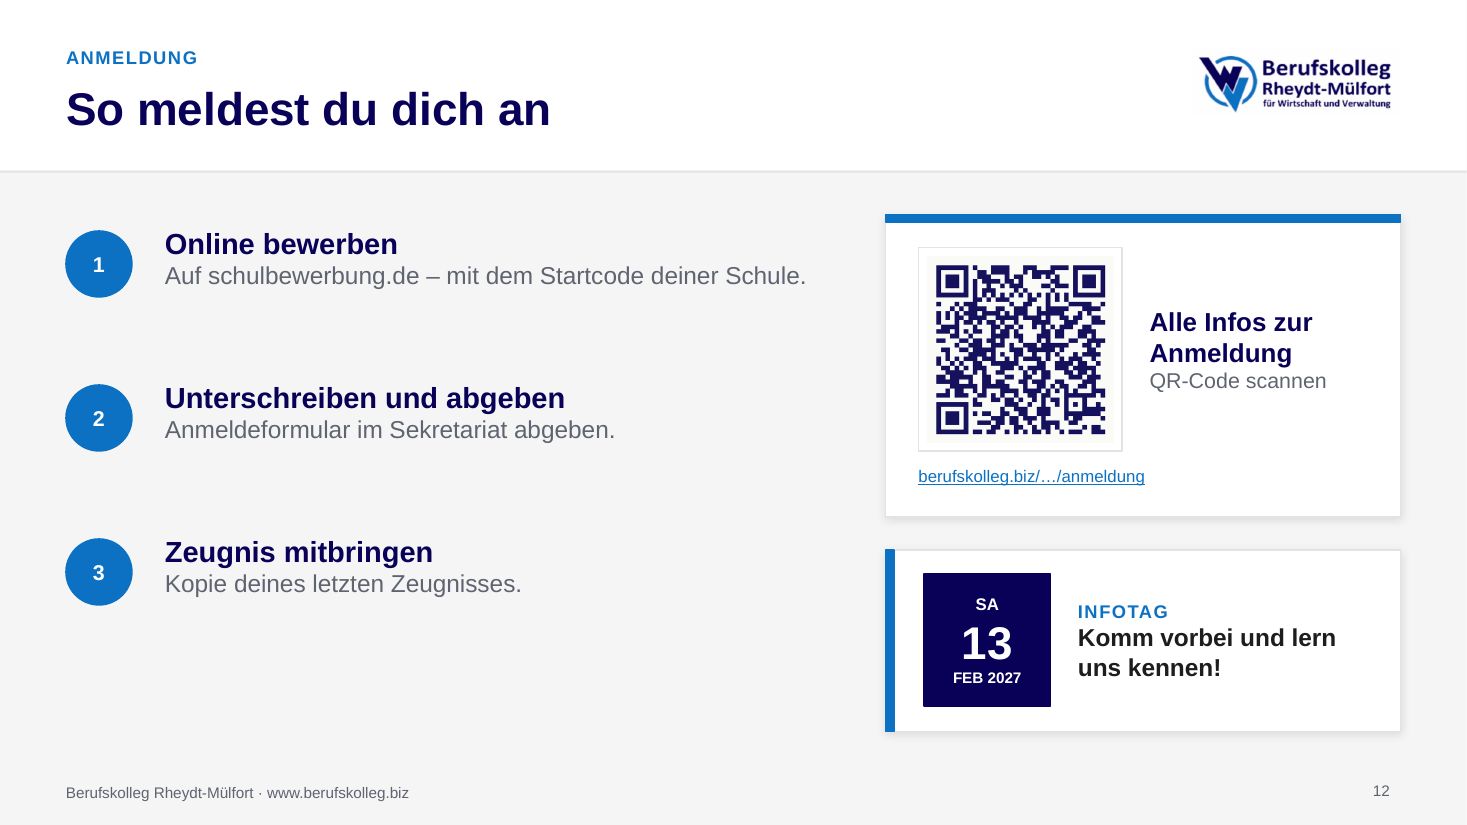 ANMELDUNG
So meldest du dich an
Berufskolleg
Rheydt-Mülfort
für Wirtschaft und Verwaltung
1
Online bewerben
Auf schulbewerbung.de – mit dem Startcode deiner Schule.
2
Unterschreiben und abgeben
Anmeldeformular im Sekretariat abgeben.
3
Zeugnis mitbringen
Kopie deines letzten Zeugnisses.
Alle Infos zur
Anmeldung
QR-Code scannen
berufskolleg.biz/…/anmeldung
SA
13
FEB 2027
INFOTAG
Komm vorbei und lern
uns kennen!
Berufskolleg Rheydt-Mülfort · www.berufskolleg.biz
12